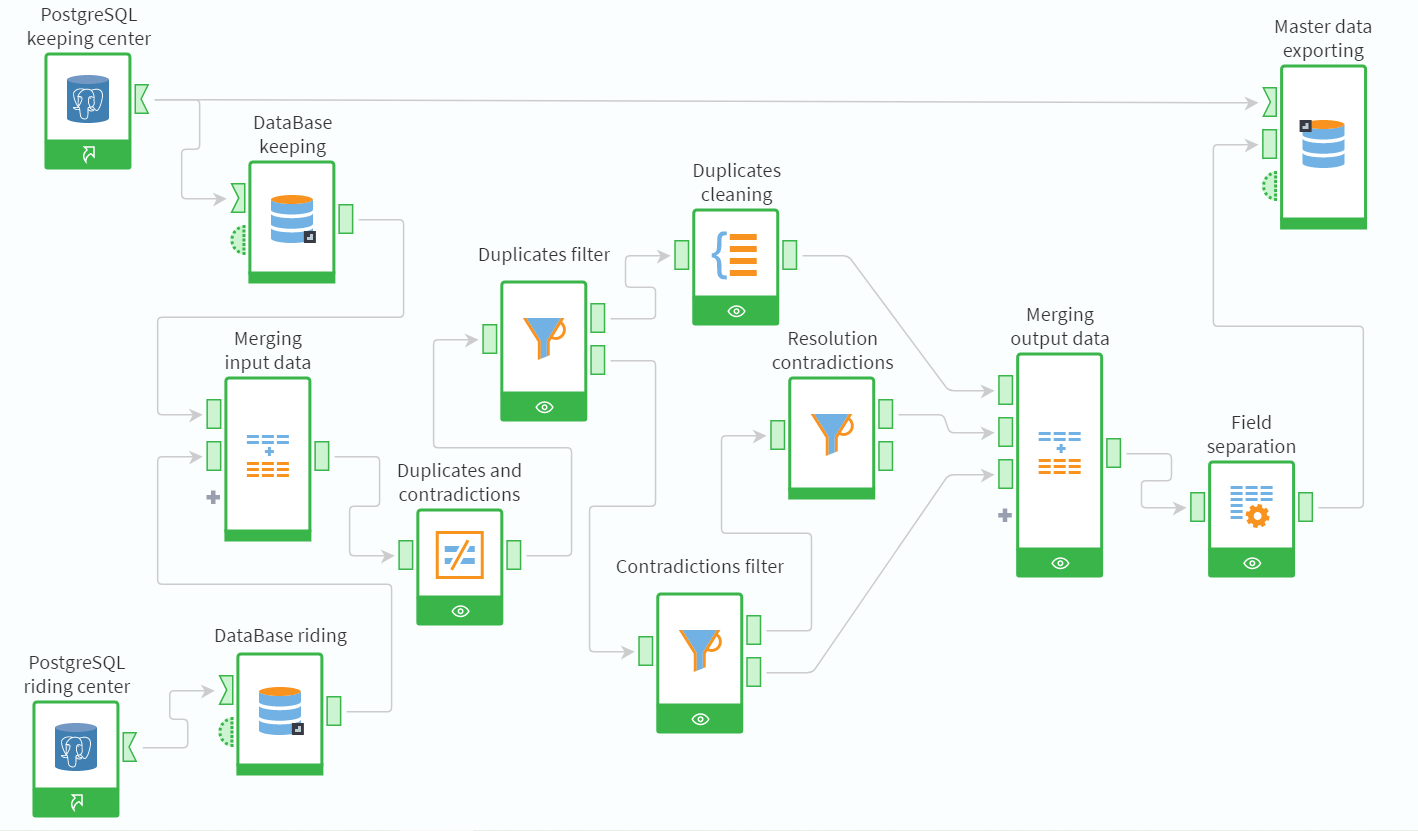 PostgreSQL
keeping center
Master data
exporting
DataBase
keeping
Duplicates
cleaning
Duplicates filter
Merging
input data
Resolution
contradictions
Merging
output data
Field
separation
Duplicates and
contradictions
Contradictions filter
DataBase riding
PostgreSQL
riding center